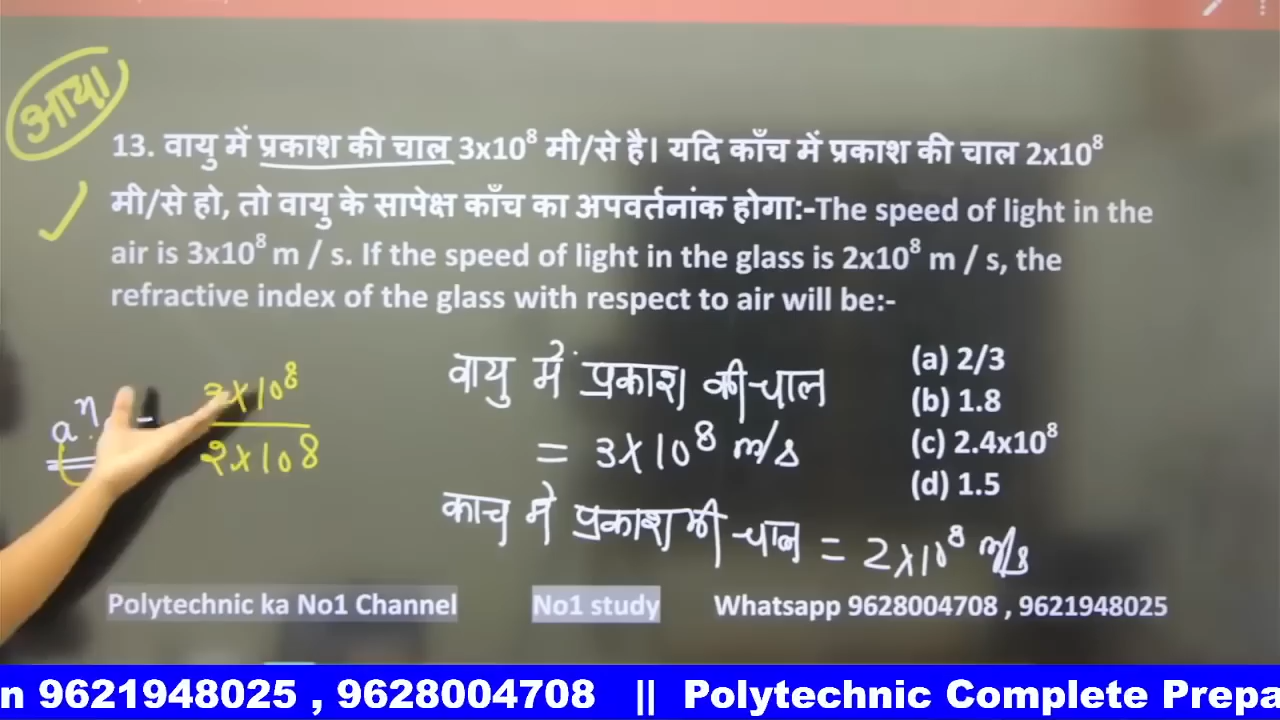 आया
13. वायु में प्रकाश की चाल 3x10⁸ मी/से है। यदि काँच में प्रकाश की चाल 2x10⁸
मी/से हो, तो वायु के सापेक्ष काँच का अपवर्तनांक होगा:-The speed of light in the
air is 3x10⁸ m / s. If the speed of light in the glass is 2x10⁸ m / s, the
refractive index of the glass with respect to air will be:-
वायु में प्रकाश की चाल
= 3x10⁸ m/s
काच मे प्रकाश की चाल = 2x10⁸ m/s
(a) 2/3
(b) 1.8
(c) 2.4x10⁸
(d) 1.5
x10⁸
2x10⁸
Polytechnic ka No1 Channel No1 study Whatsapp 9628004708 , 9621948025
n 9621948025 , 9628004708 || Polytechnic Complete Prepa